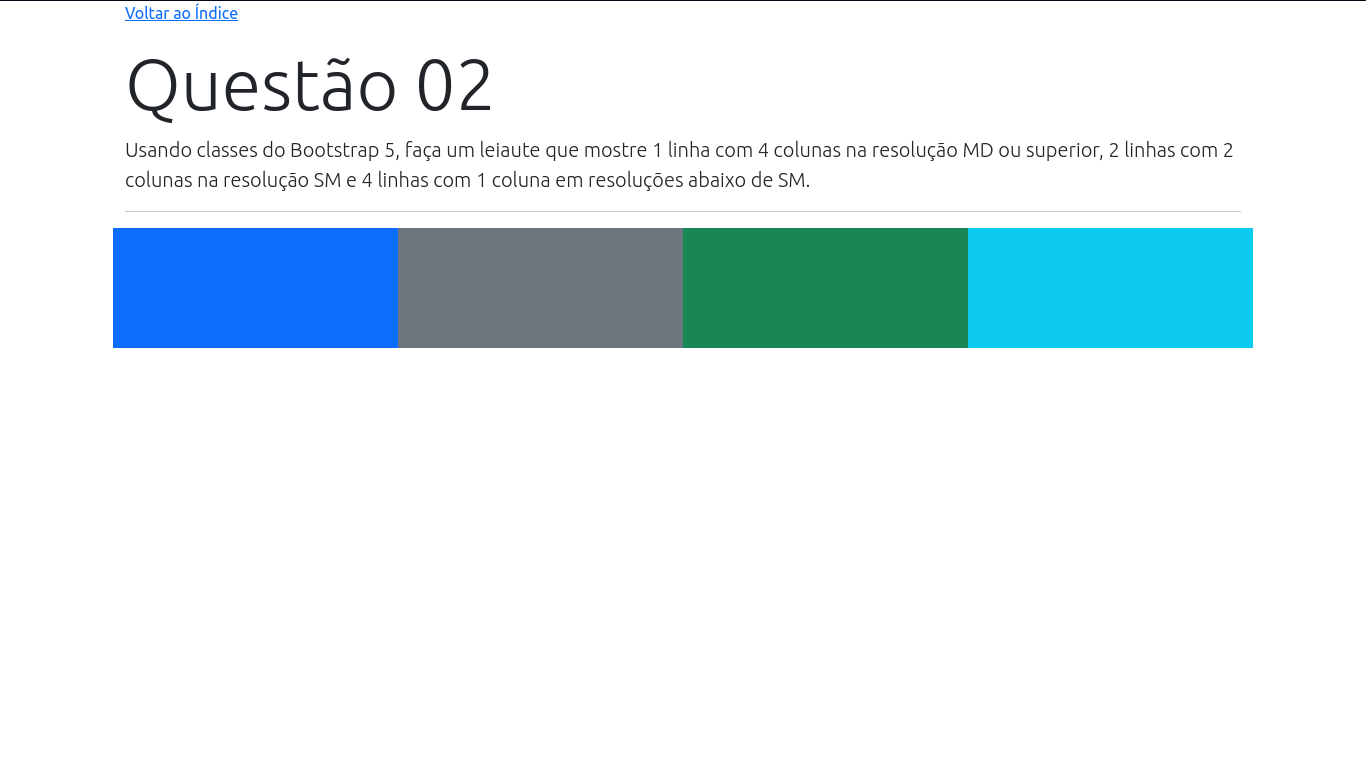 Voltar ao Índice
Questão 02
Usando classes do Bootstrap 5, faça um leiaute que mostre 1 linha com 4 colunas na resolução MD ou superior, 2 linhas com 2
colunas na resolução SM e 4 linhas com 1 coluna em resoluções abaixo de SM.